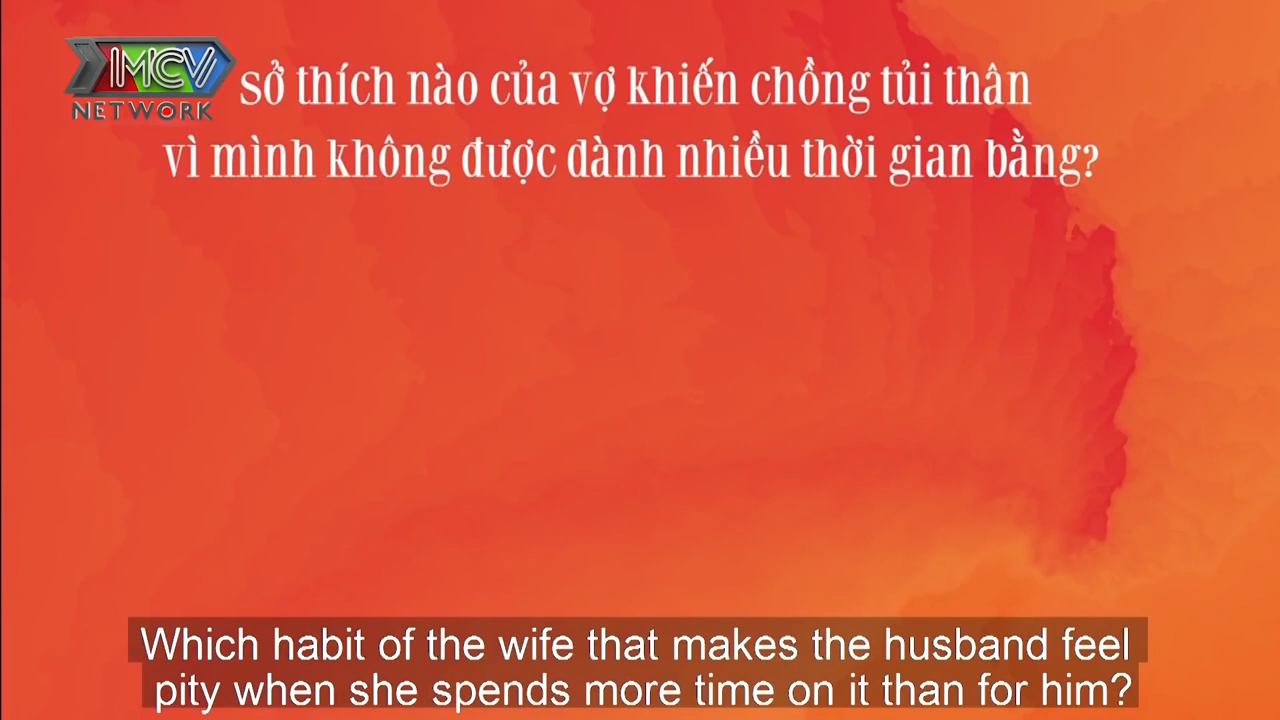 MCV
NETWORK
sở thích nào của vợ khiến chồng tủi thân
vì mình không được dành nhiều thời gian bằng?
Which habit of the wife that makes the husband feel
pity when she spends more time on it than for him?